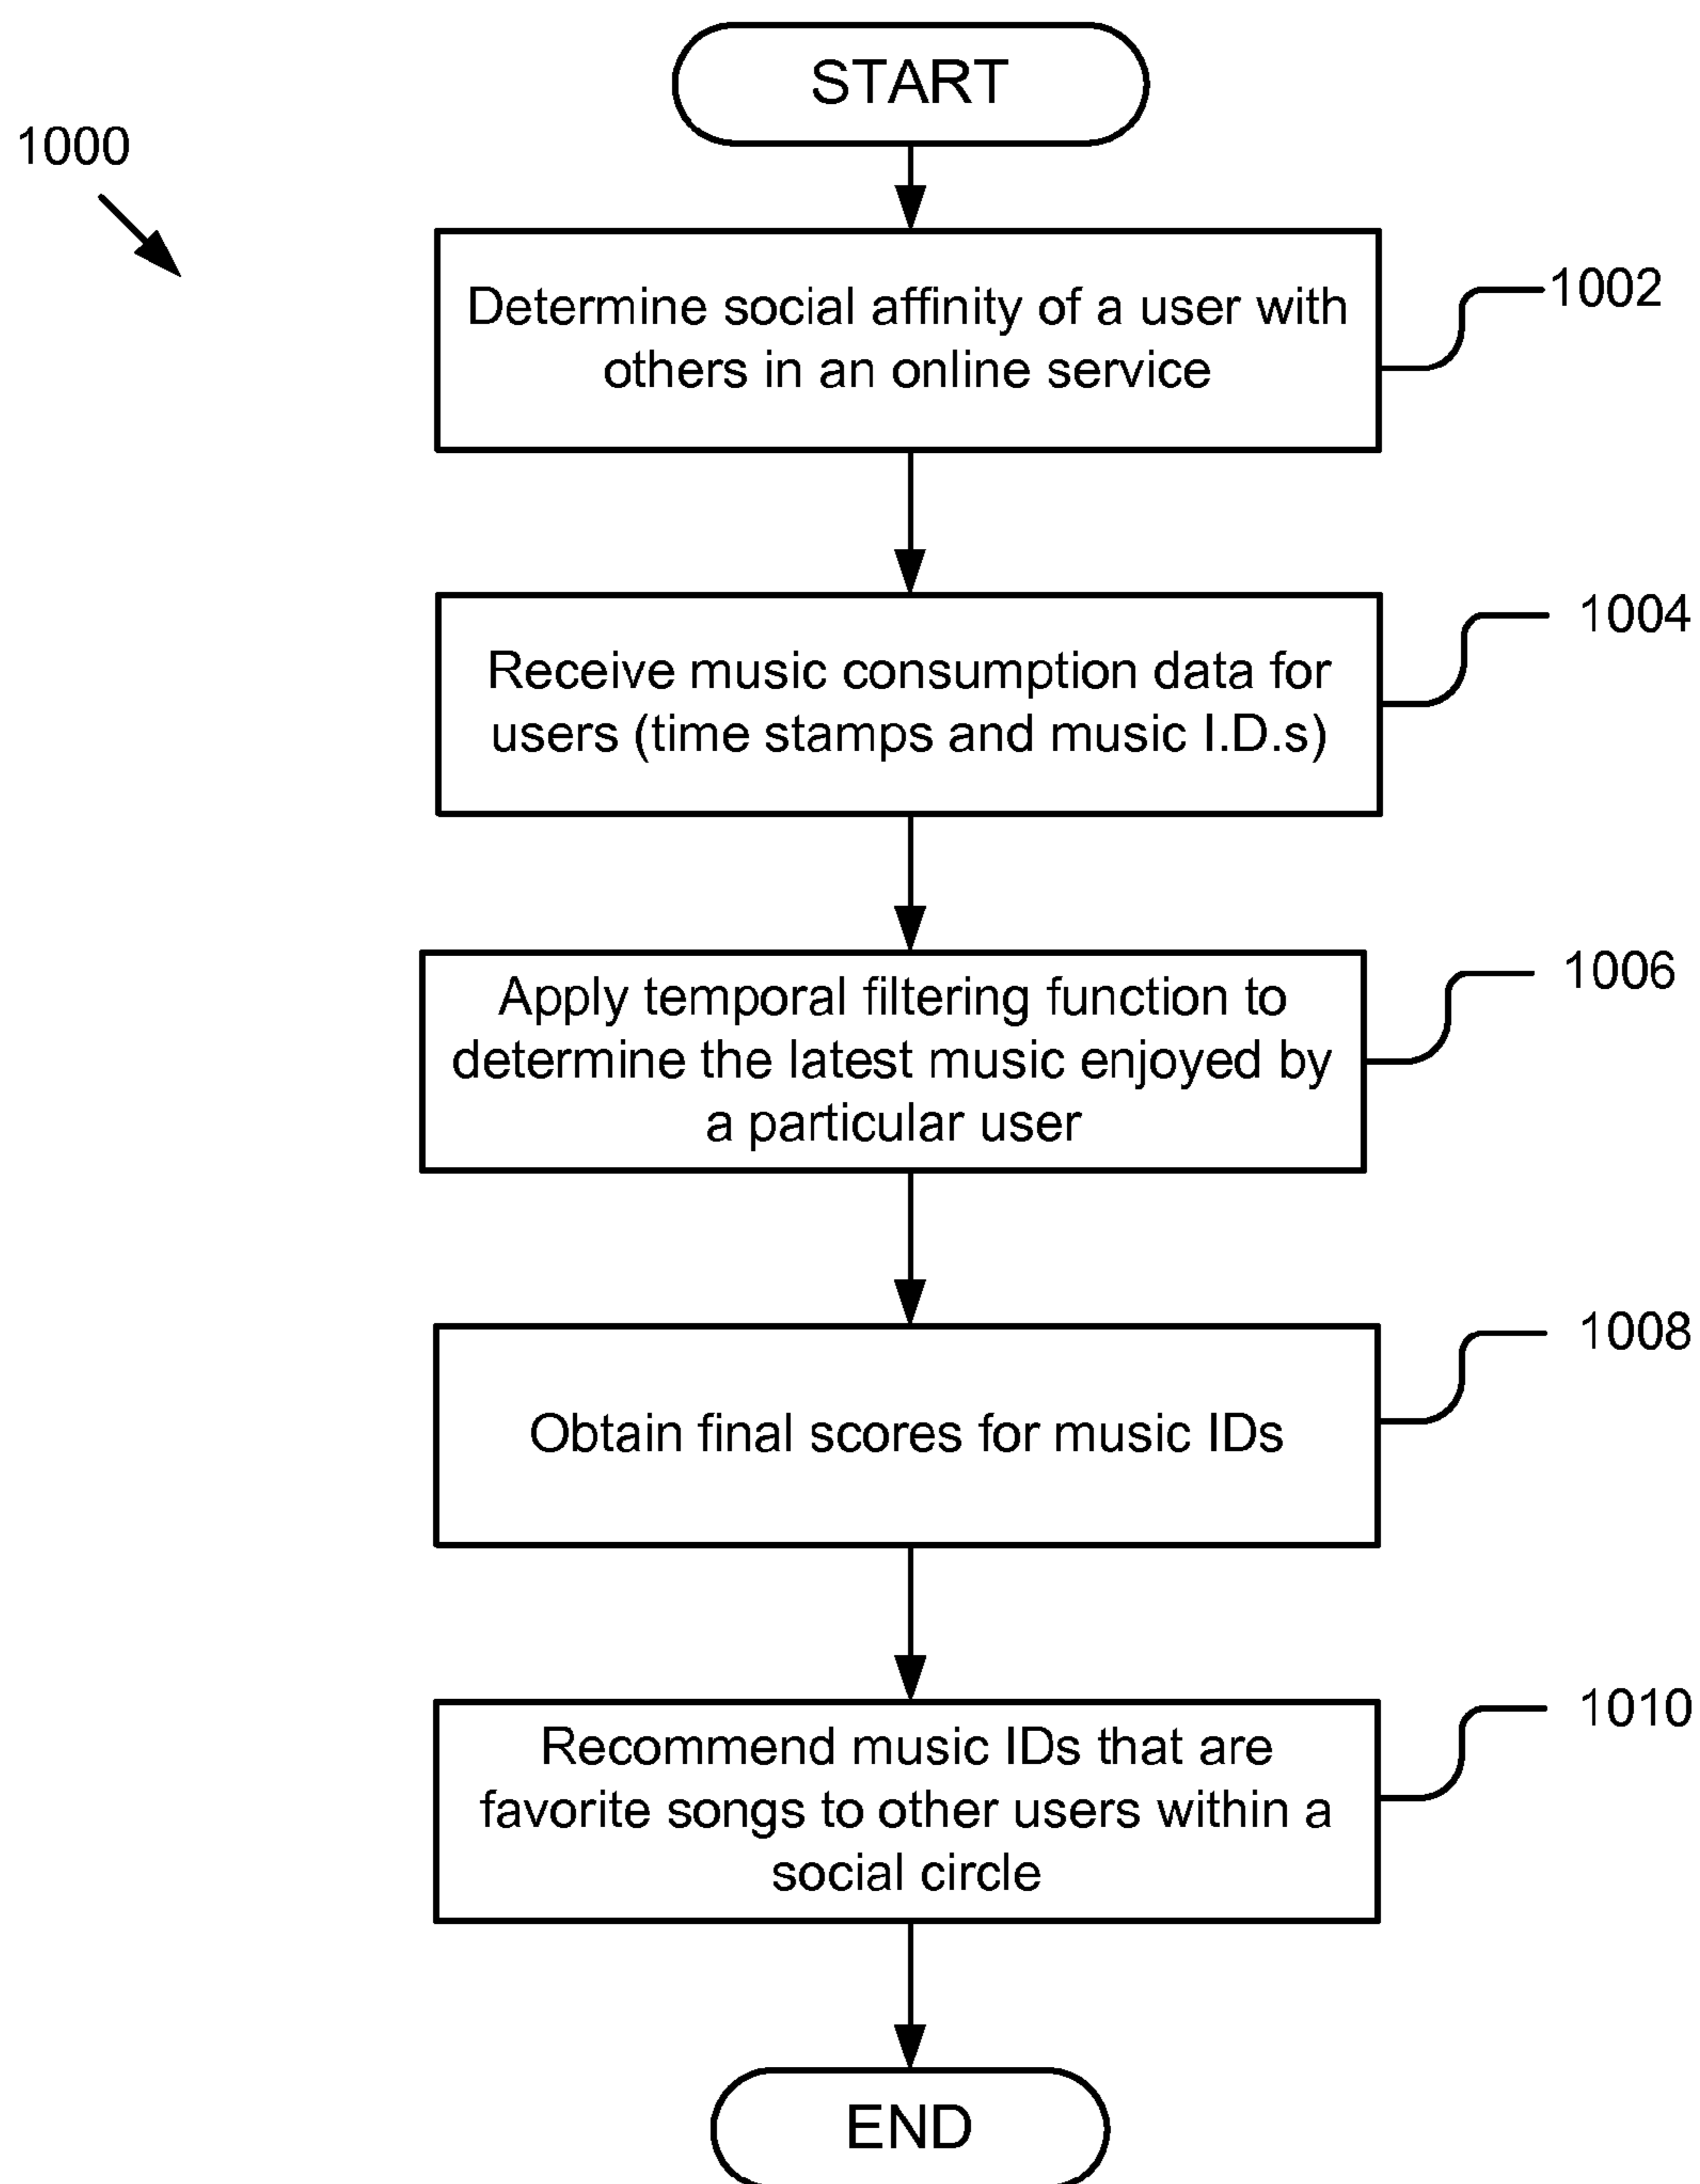 START
1000
Determine social affinity of a user with
others in an online service
1002
Receive music consumption data for
users (time stamps and music I.D.s)
1004
Apply temporal filtering function to
determine the latest music enjoyed by
a particular user
1006
Obtain final scores for music IDs
1008
Recommend music IDs that are
favorite songs to other users within a
social circle
1010
END